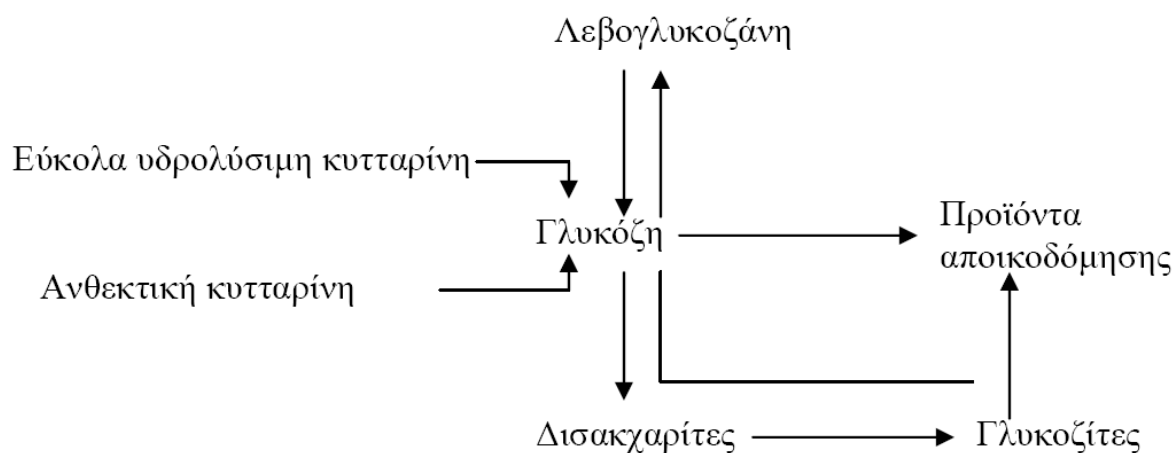 Λεβογλυκοζάνη
Εύκολα υδρολύσιμη κυτταρίνη
Γλυκόζη
Προϊόντα
αποικοδόμησης
Ανθεκτική κυτταρίνη
Δισακχαρίτες
Γλυκοζίτες